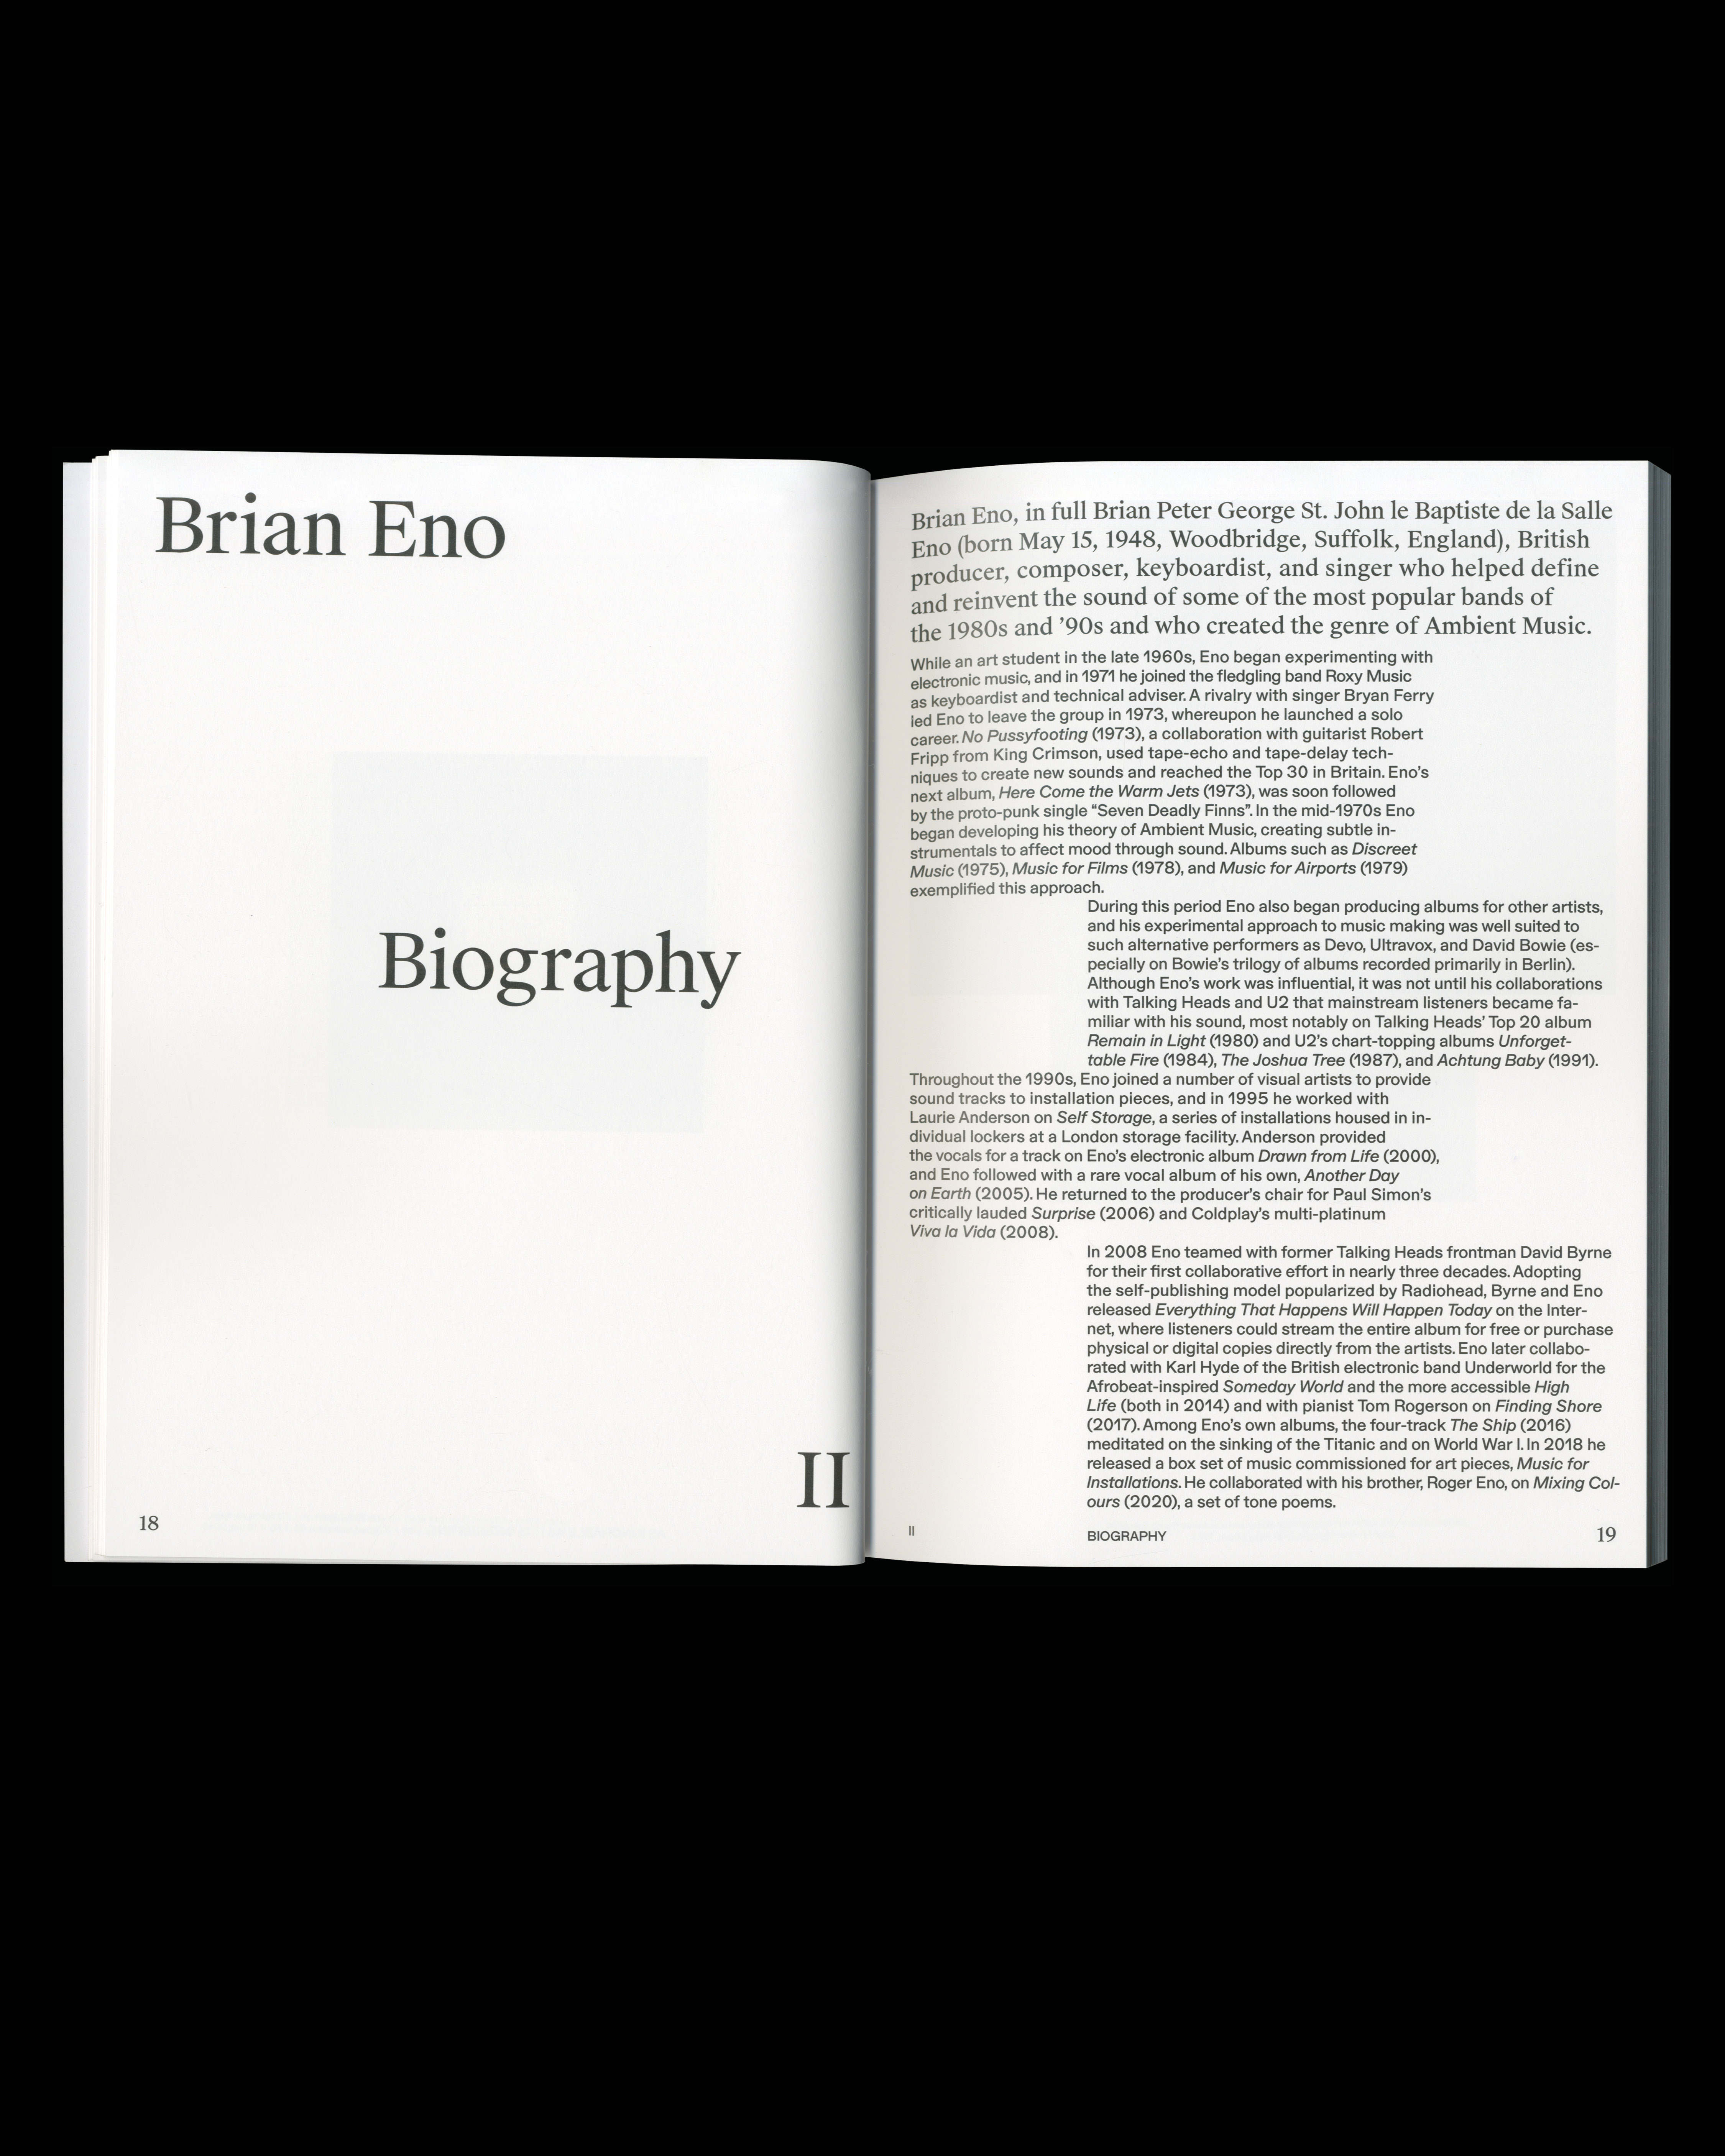 Brian Eno
Biography
II
18
Brian Eno, in full Brian Peter George St. John le Baptiste de la Salle
Eno (born May 15, 1948, Woodbridge, Suffolk, England), British
producer, composer, keyboardist, and singer who helped define
and reinvent the sound of some of the most popular bands of
the 1980s and ’90s and who created the genre of Ambient Music.
While an art student in the late 1960s, Eno began experimenting with
electronic music, and in 1971 he joined the fledgling band Roxy Music
as keyboardist and technical adviser. A rivalry with singer Bryan Ferry
led Eno to leave the group in 1973, whereupon he launched a solo
career. No Pussyfooting (1973), a collaboration with guitarist Robert
Fripp from King Crimson, used tape-echo and tape-delay tech-
niques to create new sounds and reached the Top 30 in Britain. Eno’s
next album, Here Come the Warm Jets (1973), was soon followed
by the proto-punk single “Seven Deadly Finns”. In the mid-1970s Eno
began developing his theory of Ambient Music, creating subtle in-
strumentals to affect mood through sound. Albums such as Discreet
Music (1975), Music for Films (1978), and Music for Airports (1979)
exemplified this approach.
During this period Eno also began producing albums for other artists,
and his experimental approach to music making was well suited to
such alternative performers as Devo, Ultravox, and David Bowie (es-
pecially on Bowie’s trilogy of albums recorded primarily in Berlin).
Although Eno’s work was influential, it was not until his collaborations
with Talking Heads and U2 that mainstream listeners became fa-
miliar with his sound, most notably on Talking Heads’ Top 20 album
Remain in Light (1980) and U2’s chart-topping albums Unforget-
table Fire (1984), The Joshua Tree (1987), and Achtung Baby (1991).
Throughout the 1990s, Eno joined a number of visual artists to provide
sound tracks to installation pieces, and in 1995 he worked with
Laurie Anderson on Self Storage, a series of installations housed in in-
dividual lockers at a London storage facility. Anderson provided
the vocals for a track on Eno’s electronic album Drawn from Life (2000),
and Eno followed with a rare vocal album of his own, Another Day
on Earth (2005). He returned to the producer’s chair for Paul Simon’s
critically lauded Surprise (2006) and Coldplay’s multi-platinum
Viva la Vida (2008).
In 2008 Eno teamed with former Talking Heads frontman David Byrne
for their first collaborative effort in nearly three decades. Adopting
the self-publishing model popularized by Radiohead, Byrne and Eno
released Everything That Happens Will Happen Today on the Inter-
net, where listeners could stream the entire album for free or purchase
physical or digital copies directly from the artists. Eno later collabo-
rated with Karl Hyde of the British electronic band Underworld for the
Afrobeat-inspired Someday World and the more accessible High
Life (both in 2014) and with pianist Tom Rogerson on Finding Shore
(2017). Among Eno’s own albums, the four-track The Ship (2016)
meditated on the sinking of the Titanic and on World War I. In 2018 he
released a box set of music commissioned for art pieces, Music for
Installations. He collaborated with his brother, Roger Eno, on Mixing Col-
ours (2020), a set of tone poems.
II
BIOGRAPHY
19